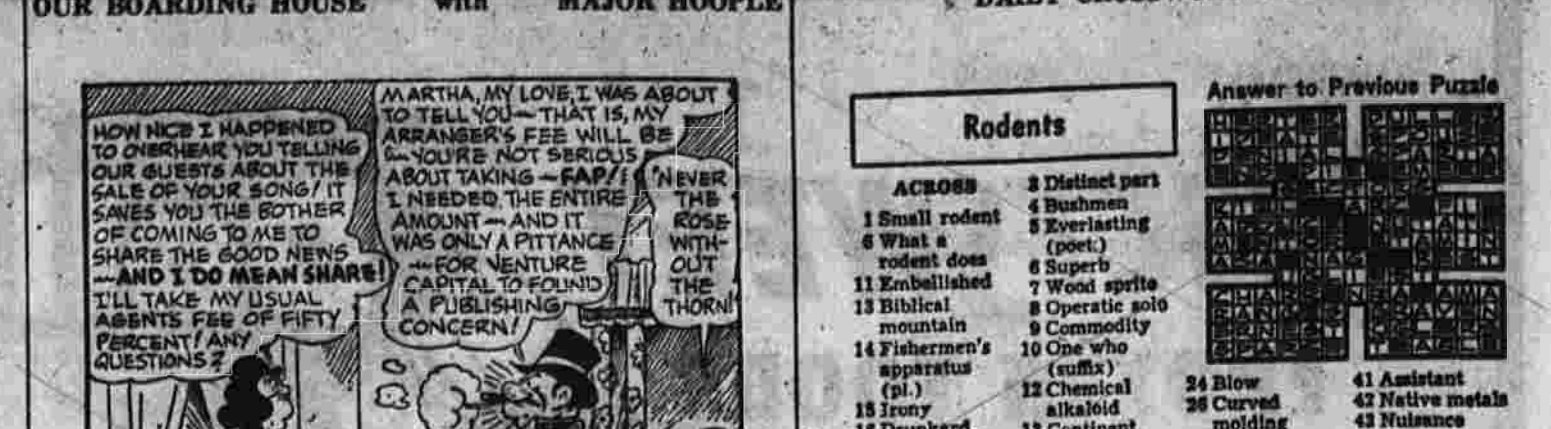 OUR BOARDING HOUSE with MAJOR HOOPLE
HOW NICE I HAPPENED
TO OVERHEAR YOU TELLING
OUR GUESTS ABOUT THE
SALE OF YOUR SONG! IT
SAVES YOU THE BOTHER
OF COMING TO ME TO
SHARE THE GOOD NEWS
—AND I DO MEAN SHARE!
I'LL TAKE MY USUAL
AGENTS FEE OF FIFTY
PERCENT! ANY
QUESTIONS?
MARTHA, MY LOVE, I WAS ABOUT
TO TELL YOU— THAT IS, MY
ARRANGER'S FEE WILL BE
—YOU'RE NOT SERIOUS
ABOUT TAKING —FAP!!
I NEEDED THE ENTIRE
AMOUNT — AND IT
WAS ONLY A PITTANCE
—FOR VENTURE
CAPITAL TO FOUND
A PUBLISHING
CONCERN!
"NEVER
THE
ROSE
WITH-
OUT
THE
THORN!
DAILY
Rodents
ACROSS
1 Small rodent
6 What a
rodent does
11 Embellished
13 Biblical
mountain
14 Fishermen's
apparatus
(pl.)
15 Irony
16 Drunkard
3 Distinct part
4 Bushmen
5 Everlasting
(poet.)
6 Superb
7 Wood sprite
8 Operatic solo
9 Commodity
10 One who
(suffix)
12 Chemical
alkaloid
Continent
Answer to Previous Puzzle
24 Blow
26 Curved
molding
41 Assistant
42 Native metals
43 Nuisance